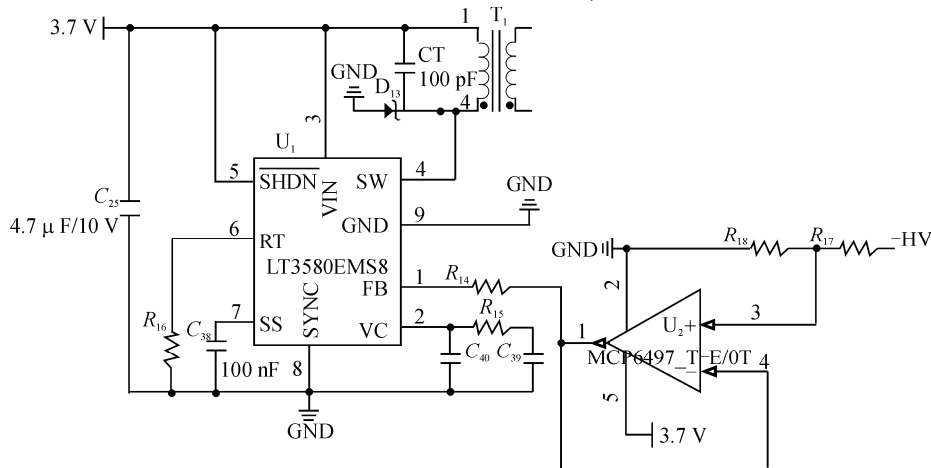 3.7 V
1
T1
CT
100 pF
GND
D13
4
3
U1
5
SHDN
VIN
SW
4
GND
GND
9
C25
4.7 μ F/10 V
6
RT
LT3580EMS8
FB
1
R14
GND
R18
R17
-HV
2
U2+
3
R16
C38
100 nF
7
SS
SYNC
VC
2
R15
C40
C39
8
GND
1
MCP6497_T-E/0T
-
4
5
3.7 V